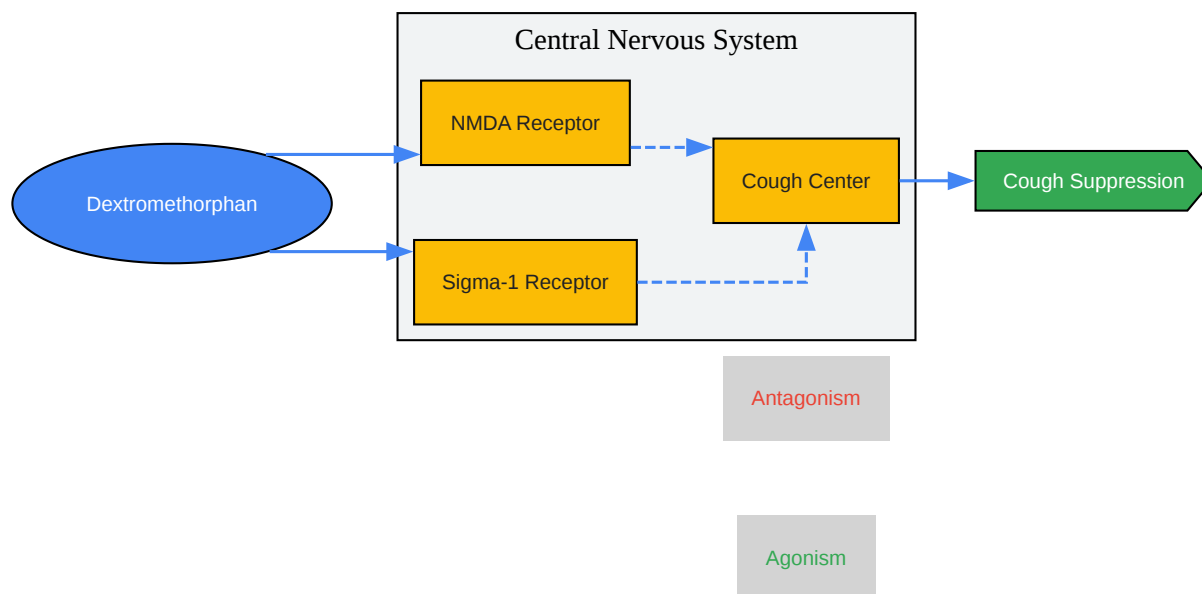 Central Nervous System
NMDA Receptor
Dextromethorphan
Cough Center
Cough Suppression
Sigma-1 Receptor
Antagonism
Agonism